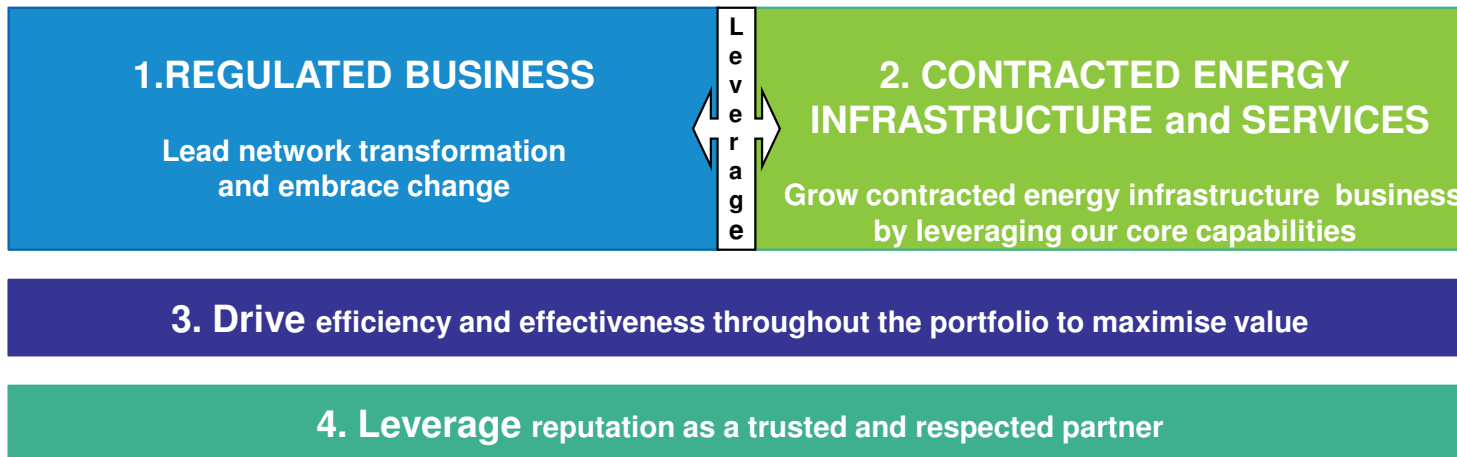 1.REGULATED BUSINESS
Lead network transformation
and embrace change
Leverage
2. CONTRACTED ENERGY
INFRASTRUCTURE and SERVICES
Grow contracted energy infrastructure business
by leveraging our core capabilities
3. Drive efficiency and effectiveness throughout the portfolio to maximise value
4. Leverage reputation as a trusted and respected partner